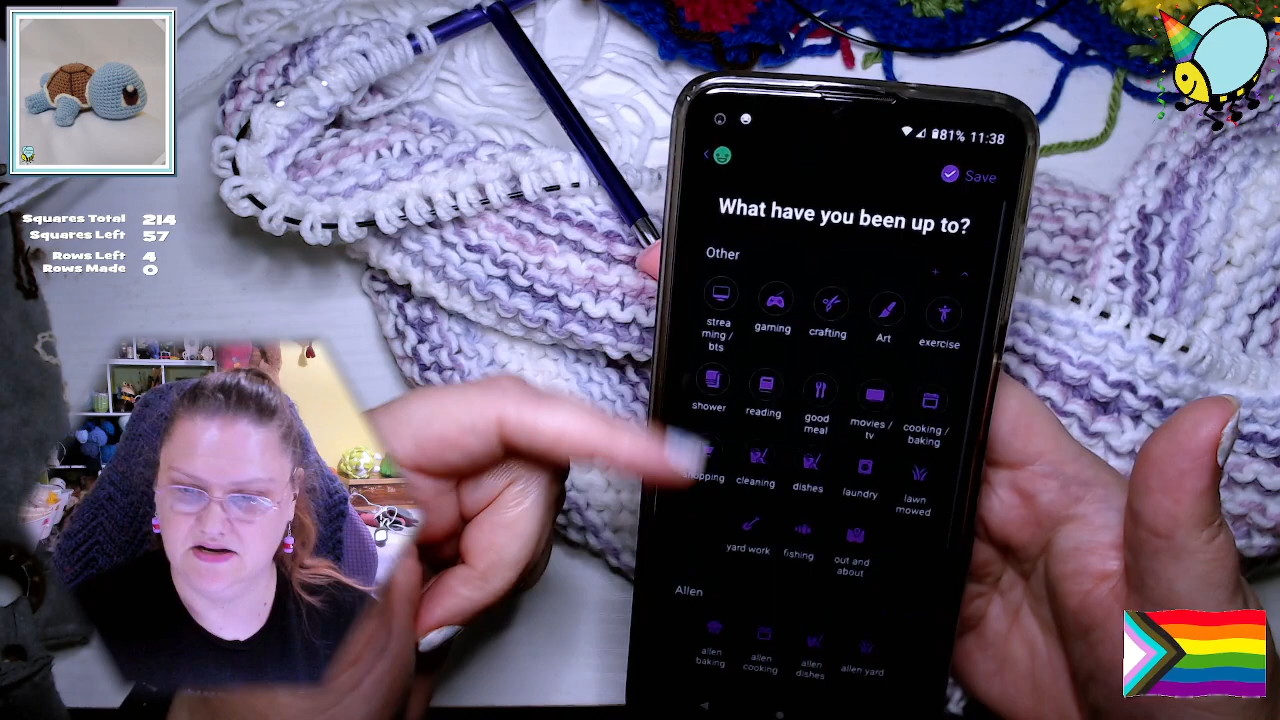 Squares Total 214
Squares Left 57
Rows Left 4
Rows Made 0
81% 11:38
Save
What have you been up to?
Other
strea
ming /
bts
gaming
crafting
Art
exercise
shower
reading
good
meal
movies /
tv
cooking /
baking
cleaning
dishes
laundry
lawn
mowed
yard work
fishing
out and
about
Allen
allen
baking
allen
cooking
allen
dishes
allen yard